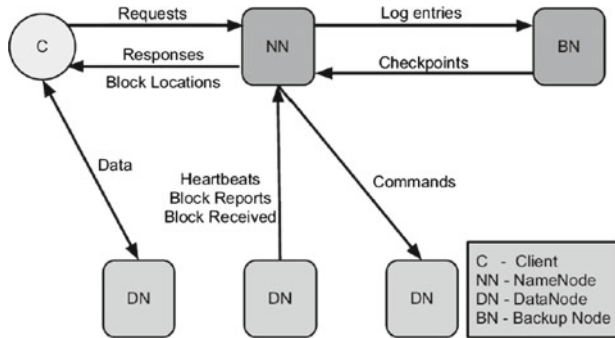 Requests
Log entries
C
NN
BN
Responses
Block Locations
Checkpoints
Data
Heartbeats
Block Reports
Block Received
Commands
DN
DN
DN
C - Client
NN - NameNode
DN - DataNode
BN - Backup Node